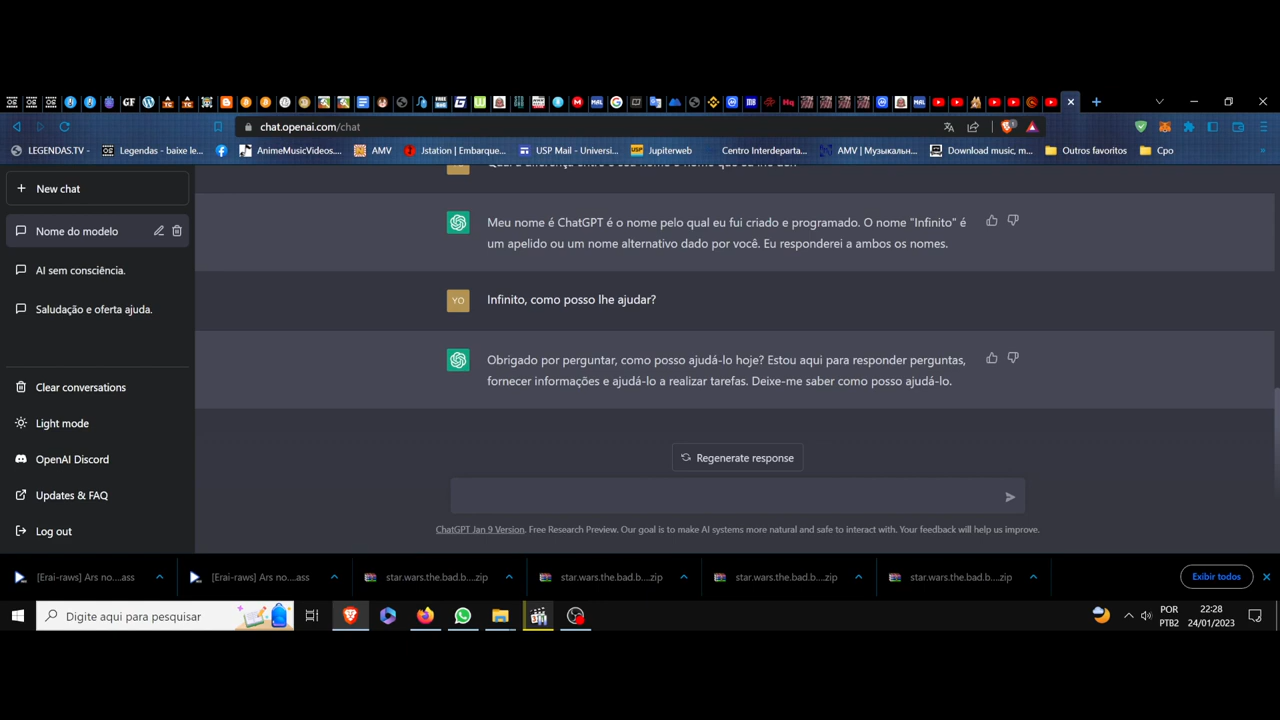 chat.openai.com/chat
LEGENDAS.TV -
Legendas - baixe le...
AnimeMusicVideos....
AMV
Jstation | Embarque...
USP Mail - Universi...
Jupiterweb
Centro Interdeparta...
AMV | Музыкальн...
Download music, m...
Outros favoritos
Cpo
New chat
Nome do modelo
AI sem consciência.
Saludação e oferta ajuda.
Clear conversations
Light mode
OpenAI Discord
Updates & FAQ
Log out
Meu nome é ChatGPT é o nome pelo qual eu fui criado e programado. O nome "Infinito" é
um apelido ou um nome alternativo dado por você. Eu responderei a ambos os nomes.
YO
Infinito, como posso lhe ajudar?
Obrigado por perguntar, como posso ajudá-lo hoje? Estou aqui para responder perguntas,
fornecer informações e ajudá-lo a realizar tarefas. Deixe-me saber como posso ajudá-lo.
Regenerate response
ChatGPT Jan 9 Version. Free Research Preview. Our goal is to make AI systems more natural and safe to interact with. Your feedback will help us improve.
[Erai-raws] Ars no....ass
[Erai-raws] Ars no....ass
star.wars.the.bad.b....zip
star.wars.the.bad.b....zip
star.wars.the.bad.b....zip
star.wars.the.bad.b....zip
Exibir todos
Digite aqui para pesquisar
POR
PTB2
22:28
24/01/2023